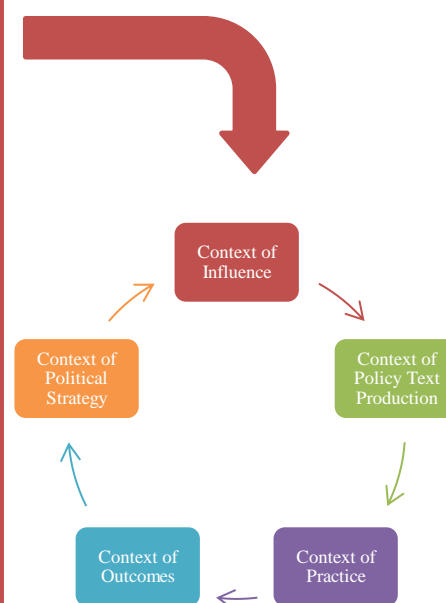 Context of
Influence
Context of
Political
Strategy
Context of
Policy Text
Production
Context of
Outcomes
Context of
Practice